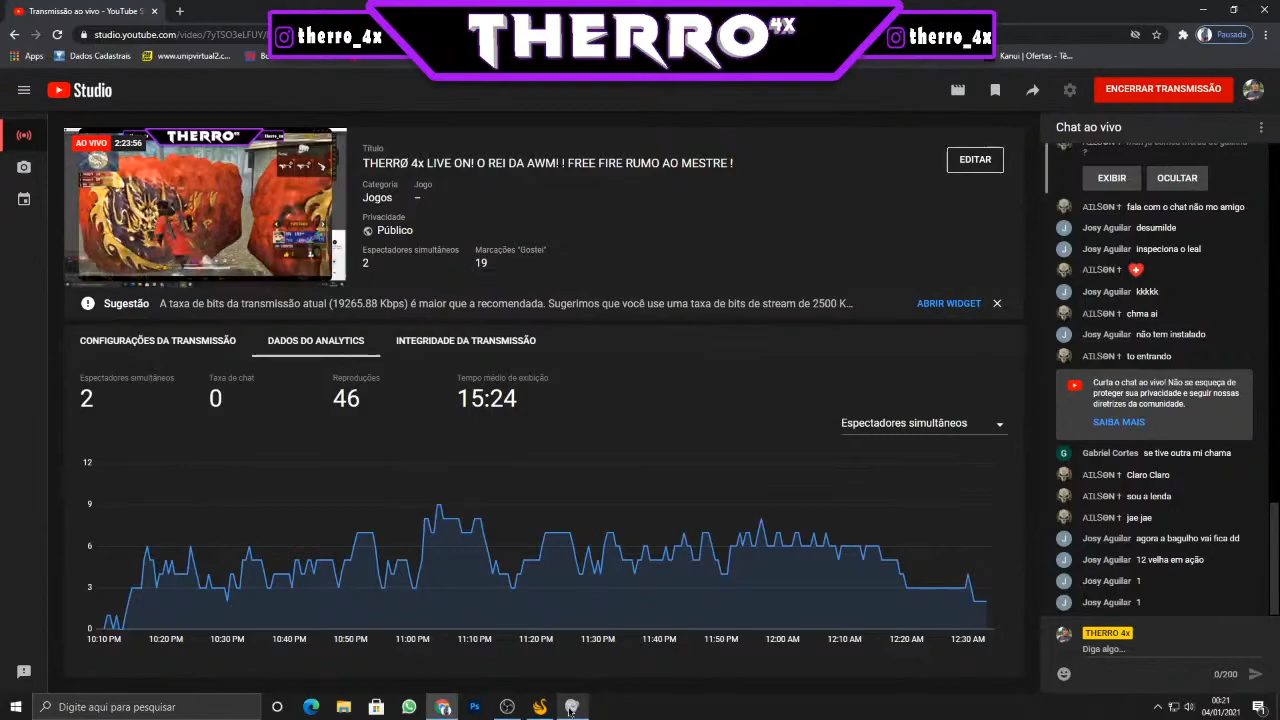 Transmissão ao vivo - YouTube S
studio.youtube.com/video/7yTSO3eLFUY/
Pausada
Apps
Dados Cadastrais
www.unipvirtual2.c...
Kanui | Ofertas - Tê...
therro_4x
THERRO 4X
therro_4x
Studio
ENCERRAR TRANSMISSÃO
AO VIVO
2:23:56
THERRO
Título
THERRØ 4x LIVE ON! O REI DA AWM! ! FREE FIRE RUMO AO MESTRE !
EDITAR
Categoria
Jogo
Jogos
–
Privacidade
Público
Espectadores simultâneos
Marcações "Gostei"
2
19
Sugestão
A taxa de bits da transmissão atual (19265.88 Kbps) é maior que a recomendada. Sugerimos que você use uma taxa de bits de stream de 2500 K...
ABRIR WIDGET
CONFIGURAÇÕES DA TRANSMISSÃO
DADOS DO ANALYTICS
INTEGRIDADE DA TRANSMISSÃO
Espectadores simultâneos
Taxa de chat
Reproduções
Tempo médio de exibição
2
0
46
15:24
Espectadores simultâneos
12
9
6
3
0
10:10 PM
10:20 PM
10:30 PM
10:40 PM
10:50 PM
11:00 PM
11:10 PM
11:20 PM
11:30 PM
11:40 PM
11:50 PM
12:00 AM
12:10 AM
12:20 AM
12:30 AM
Chat ao vivo
?
EXIBIR
OCULTAR
AILSON † fala com o chat não mo amigo
Josy Aguilar desumilde
Josy Aguilar inspeciona o leal
AILSON †
Josy Aguilar kkkkk
AILSON † chma ai
Josy Aguilar não tem instalado
AILSON † to entrando
Curta o chat ao vivo! Não se esqueça de
proteger sua privacidade e seguir nossas
diretrizes da comunidade.
SAIBA MAIS
Gabriel Cortes se tive outra mi chama
AILSON † Claro Claro
AILSON † sou a lenda
AILSON † jae jae
Josy Aguilar agora a bagulho vai fica dd
Josy Aguilar 12 velha em ação
Josy Aguilar 1
Josy Aguilar 1
THERRO 4x
Diga algo...
0/200
Digite aqui para pesquisar
00:21
04/01/2021